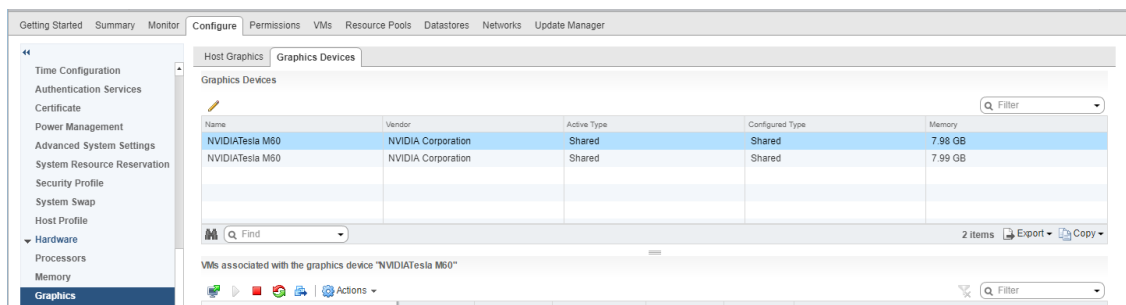 Getting Started Summary Monitor Configure Permissions VMs Resource Pools Datastores Networks Update Manager
Time Configuration
Authentication Services
Certificate
Power Management
Advanced System Settings
System Resource Reservation
Security Profile
System Swap
Host Profile
Hardware
Processors
Memory
Graphics
Host Graphics Graphics Devices
Graphics Devices
Filter
Name Vendor Active Type Configured Type Memory
NVIDIATesla M60 NVIDIA Corporation Shared Shared 7.98 GB
NVIDIATesla M60 NVIDIA Corporation Shared Shared 7.99 GB
Find 2 items Export Copy
VMs associated with the graphics device "NVIDIATesla M60"
Actions Filter